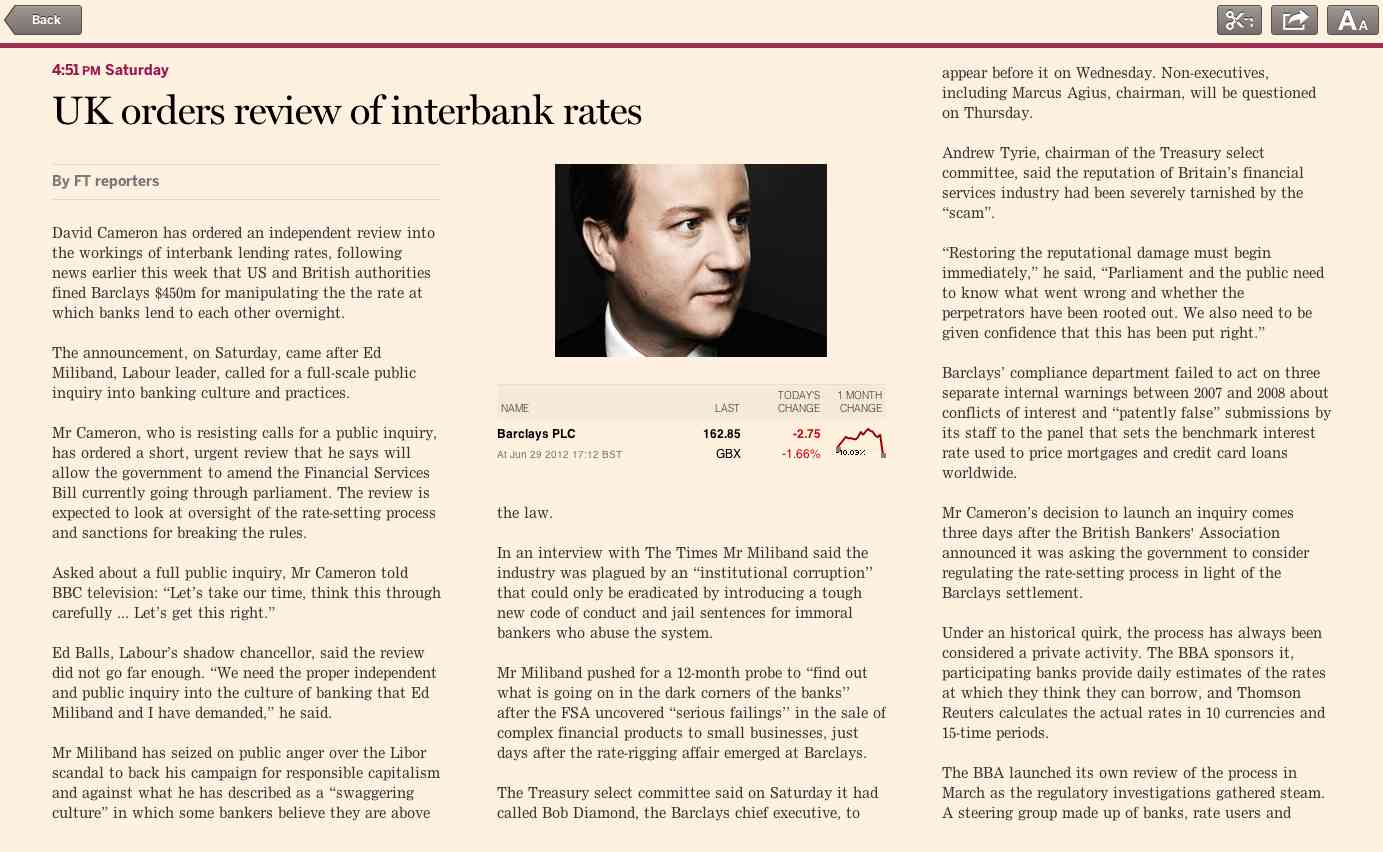 Back
AA
4:51 PM Saturday
UK orders review of interbank rates
By FT reporters
David Cameron has ordered an independent review into
the workings of interbank lending rates, following
news earlier this week that US and British authorities
fined Barclays $450m for manipulating the the rate at
which banks lend to each other overnight.
The announcement, on Saturday, came after Ed
Miliband, Labour leader, called for a full-scale public
inquiry into banking culture and practices.
Mr Cameron, who is resisting calls for a public inquiry,
has ordered a short, urgent review that he says will
allow the government to amend the Financial Services
Bill currently going through parliament. The review is
expected to look at oversight of the rate-setting process
and sanctions for breaking the rules.
Asked about a full public inquiry, Mr Cameron told
BBC television: “Let’s take our time, think this through
carefully ... Let’s get this right.”
Ed Balls, Labour’s shadow chancellor, said the review
did not go far enough. “We need the proper independent
and public inquiry into the culture of banking that Ed
Miliband and I have demanded,” he said.
Mr Miliband has seized on public anger over the Libor
scandal to back his campaign for responsible capitalism
and against what he has described as a “swaggering
culture” in which some bankers believe they are above
NAME LAST TODAY'S CHANGE 1 MONTH CHANGE
Barclays PLC 162.85 -2.75
At Jun 29 2012 17:12 BST GBX -1.66% -10.03%
the law.
In an interview with The Times Mr Miliband said the
industry was plagued by an “institutional corruption”
that could only be eradicated by introducing a tough
new code of conduct and jail sentences for immoral
bankers who abuse the system.
Mr Miliband pushed for a 12-month probe to “find out
what is going on in the dark corners of the banks”
after the FSA uncovered “serious failings” in the sale of
complex financial products to small businesses, just
days after the rate-rigging affair emerged at Barclays.
The Treasury select committee said on Saturday it had
called Bob Diamond, the Barclays chief executive, to
appear before it on Wednesday. Non-executives,
including Marcus Agius, chairman, will be questioned
on Thursday.
Andrew Tyrie, chairman of the Treasury select
committee, said the reputation of Britain’s financial
services industry had been severely tarnished by the
“scam”.
“Restoring the reputational damage must begin
immediately,” he said, “Parliament and the public need
to know what went wrong and whether the
perpetrators have been rooted out. We also need to be
given confidence that this has been put right.”
Barclays’ compliance department failed to act on three
separate internal warnings between 2007 and 2008 about
conflicts of interest and “patently false” submissions by
its staff to the panel that sets the benchmark interest
rate used to price mortgages and credit card loans
worldwide.
Mr Cameron’s decision to launch an inquiry comes
three days after the British Bankers' Association
announced it was asking the government to consider
regulating the rate-setting process in light of the
Barclays settlement.
Under an historical quirk, the process has always been
considered a private activity. The BBA sponsors it,
participating banks provide daily estimates of the rates
at which they think they can borrow, and Thomson
Reuters calculates the actual rates in 10 currencies and
15-time periods.
The BBA launched its own review of the process in
March as the regulatory investigations gathered steam.
A steering group made up of banks, rate users and